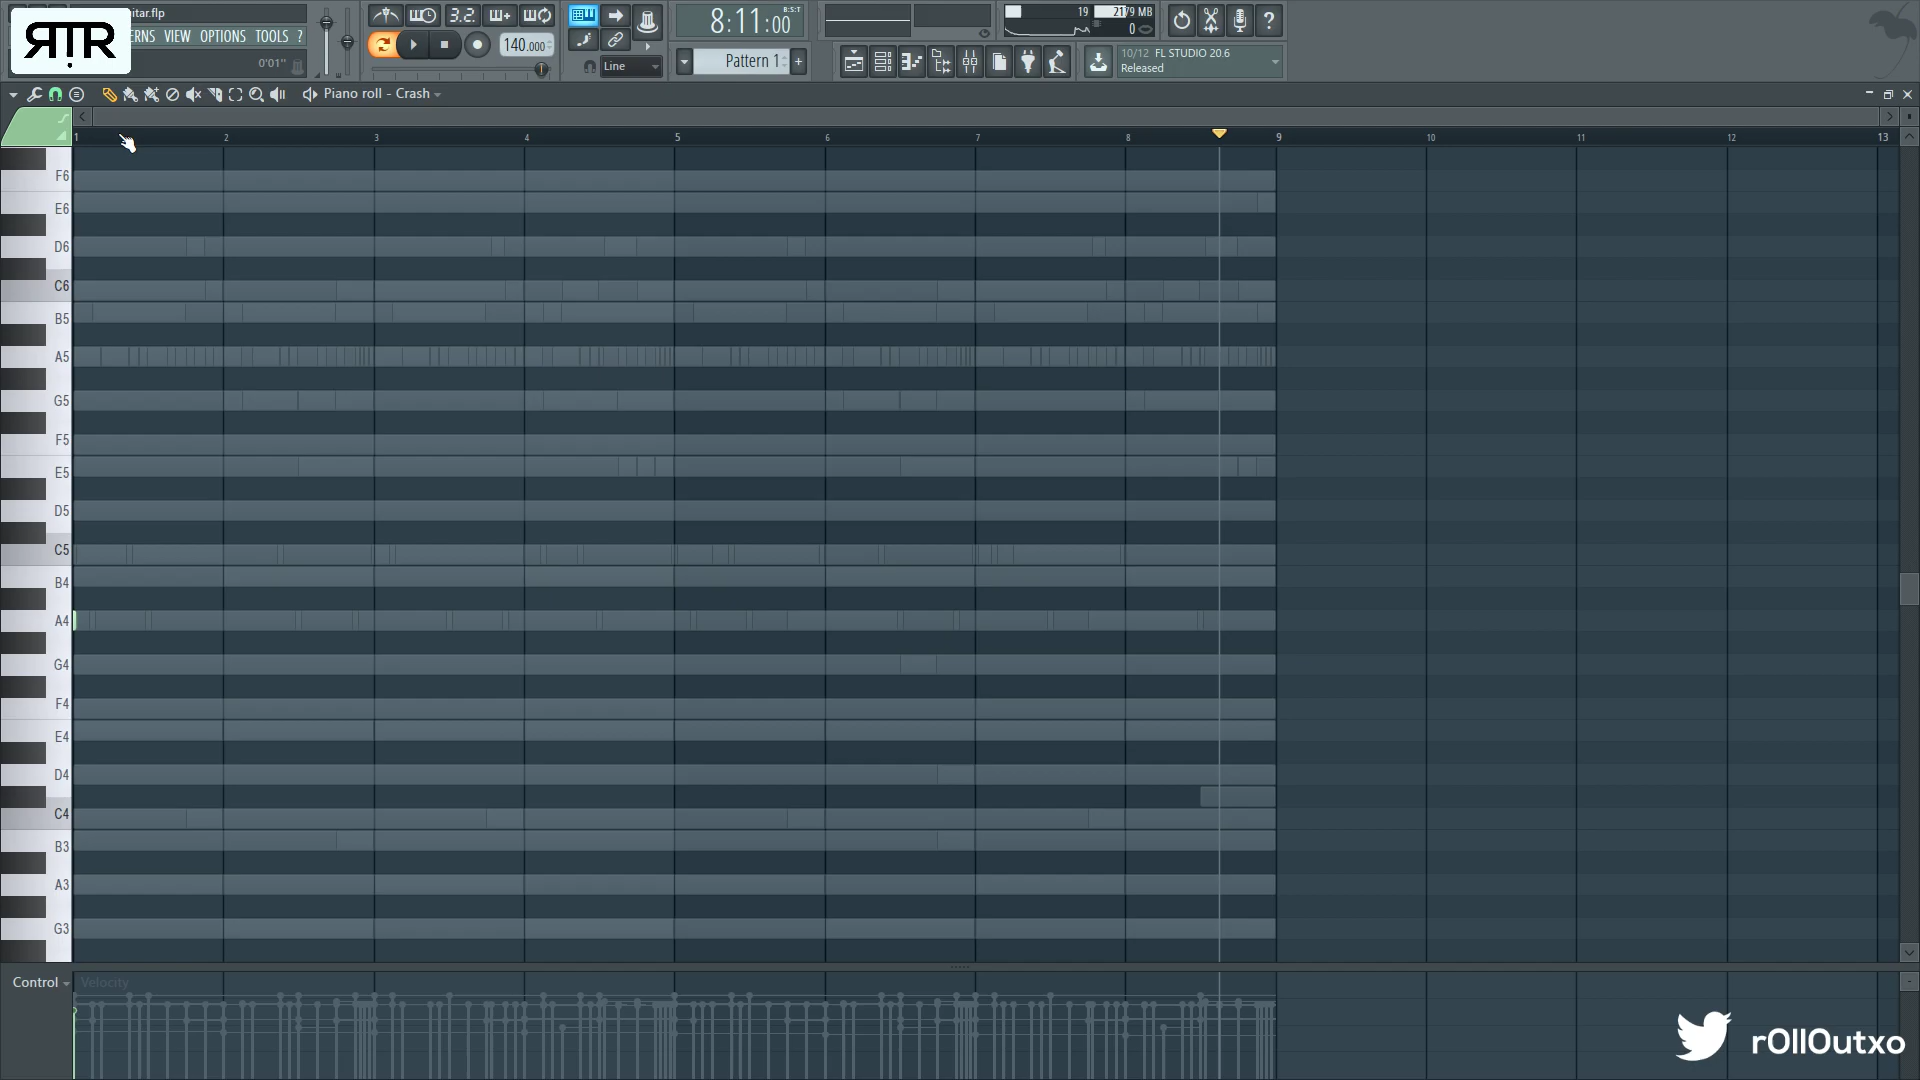 itar.flp
RTR
ERNS VIEW OPTIONS TOOLS ?
0'01"
3.2.
140.000
Line
8:11:00
B:S:T
Pattern 1
19
2179 MB
0
10/12 FL STUDIO 20.6
Released
Piano roll - Crash
1 2 3 4 5 6 7 8 9 10 11 12 13
F6
E6
D6
C6
B5
A5
G5
F5
E5
D5
C5
B4
A4
G4
F4
E4
D4
C4
B3
A3
G3
Control
Velocity
r0ll0utxo